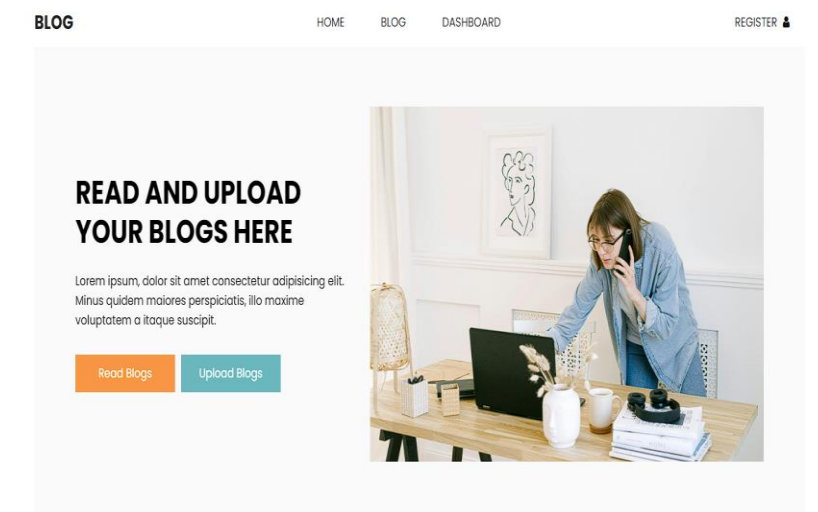 BLOG
HOME BLOG DASHBOARD
REGISTER
READ AND UPLOAD
YOUR BLOGS HERE
Lorem ipsum, dolor sit amet consectetur adipisicing elit.
Minus quidem maiores perspiciatis, illo maxime
voluptatem a itaque suscipit.
Read Blogs
Upload Blogs